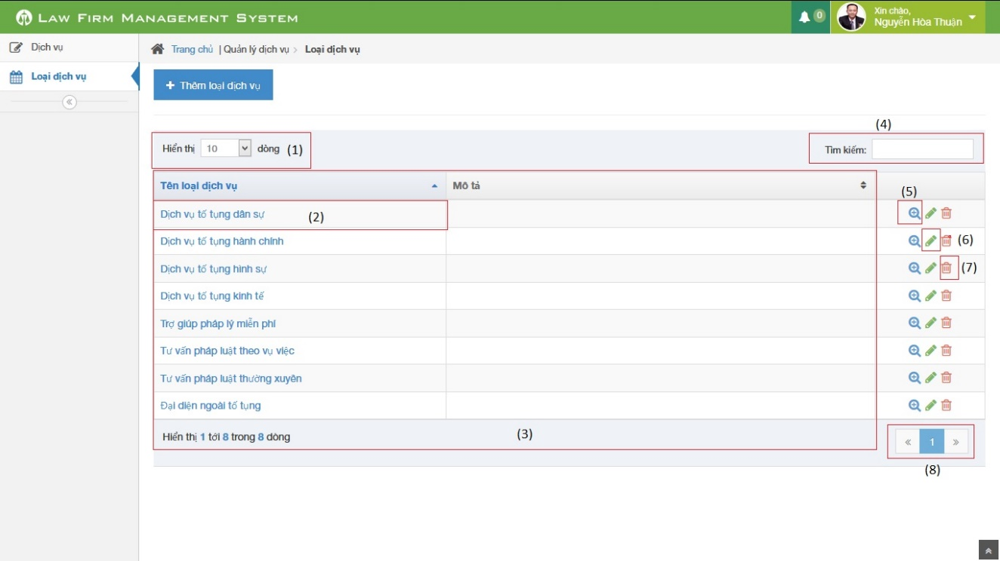 LAW FIRM MANAGEMENT SYSTEM
0
Xin chào,
Nguyễn Hòa Thuận
Dịch vụ
Loại dịch vụ
Trang chủ | Quản lý dịch vụ > Loại dịch vụ
+ Thêm loại dịch vụ
(4)
Hiển thị 10 dòng (1)
Tìm kiếm:
Tên loại dịch vụ Mô tả
(5)
Dịch vụ tố tụng dân sự (2)
Dịch vụ tố tụng hành chính (6)
Dịch vụ tố tụng hình sự (7)
Dịch vụ tố tụng kinh tế
Trợ giúp pháp lý miễn phí
Tư vấn pháp luật theo vụ việc
Tư vấn pháp luật thường xuyên
Đại diện ngoài tố tụng
Hiển thị 1 tới 8 trong 8 dòng (3)
« 1 »
(8)